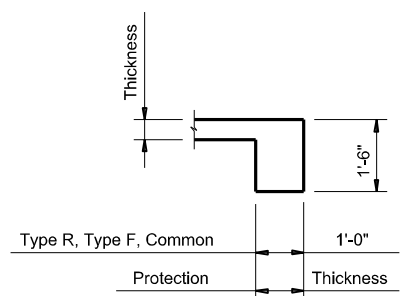 Thickness
1'-6"
Type R, Type F, Common 1'-0"
Protection Thickness